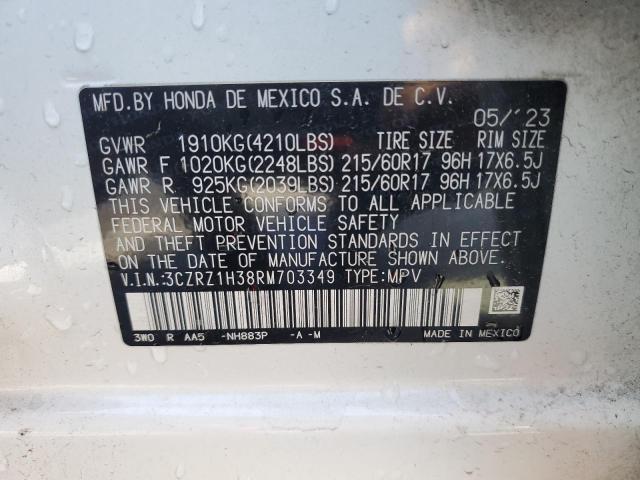 MFD.BY HONDA DE MEXICO S.A. DE C.V.
05/'23
GVWR 1910KG(4210LBS) TIRE SIZE RIM SIZE
GAWR F 1020KG(2248LBS) 215/60R17 96H 17X6.5J
GAWR R 925KG(2039LBS) 215/60R17 96H 17X6.5J
THIS VEHICLE CONFORMS TO ALL APPLICABLE
FEDERAL MOTOR VEHICLE SAFETY
AND THEFT PREVENTION STANDARDS IN EFFECT
ON THE DATE OF MANUFACTURE SHOWN ABOVE.
V.I.N.:3CZRZ1H38RM703349 TYPE:MPV
3W0 R AA5 -NH883P -A -M MADE IN MEXICO